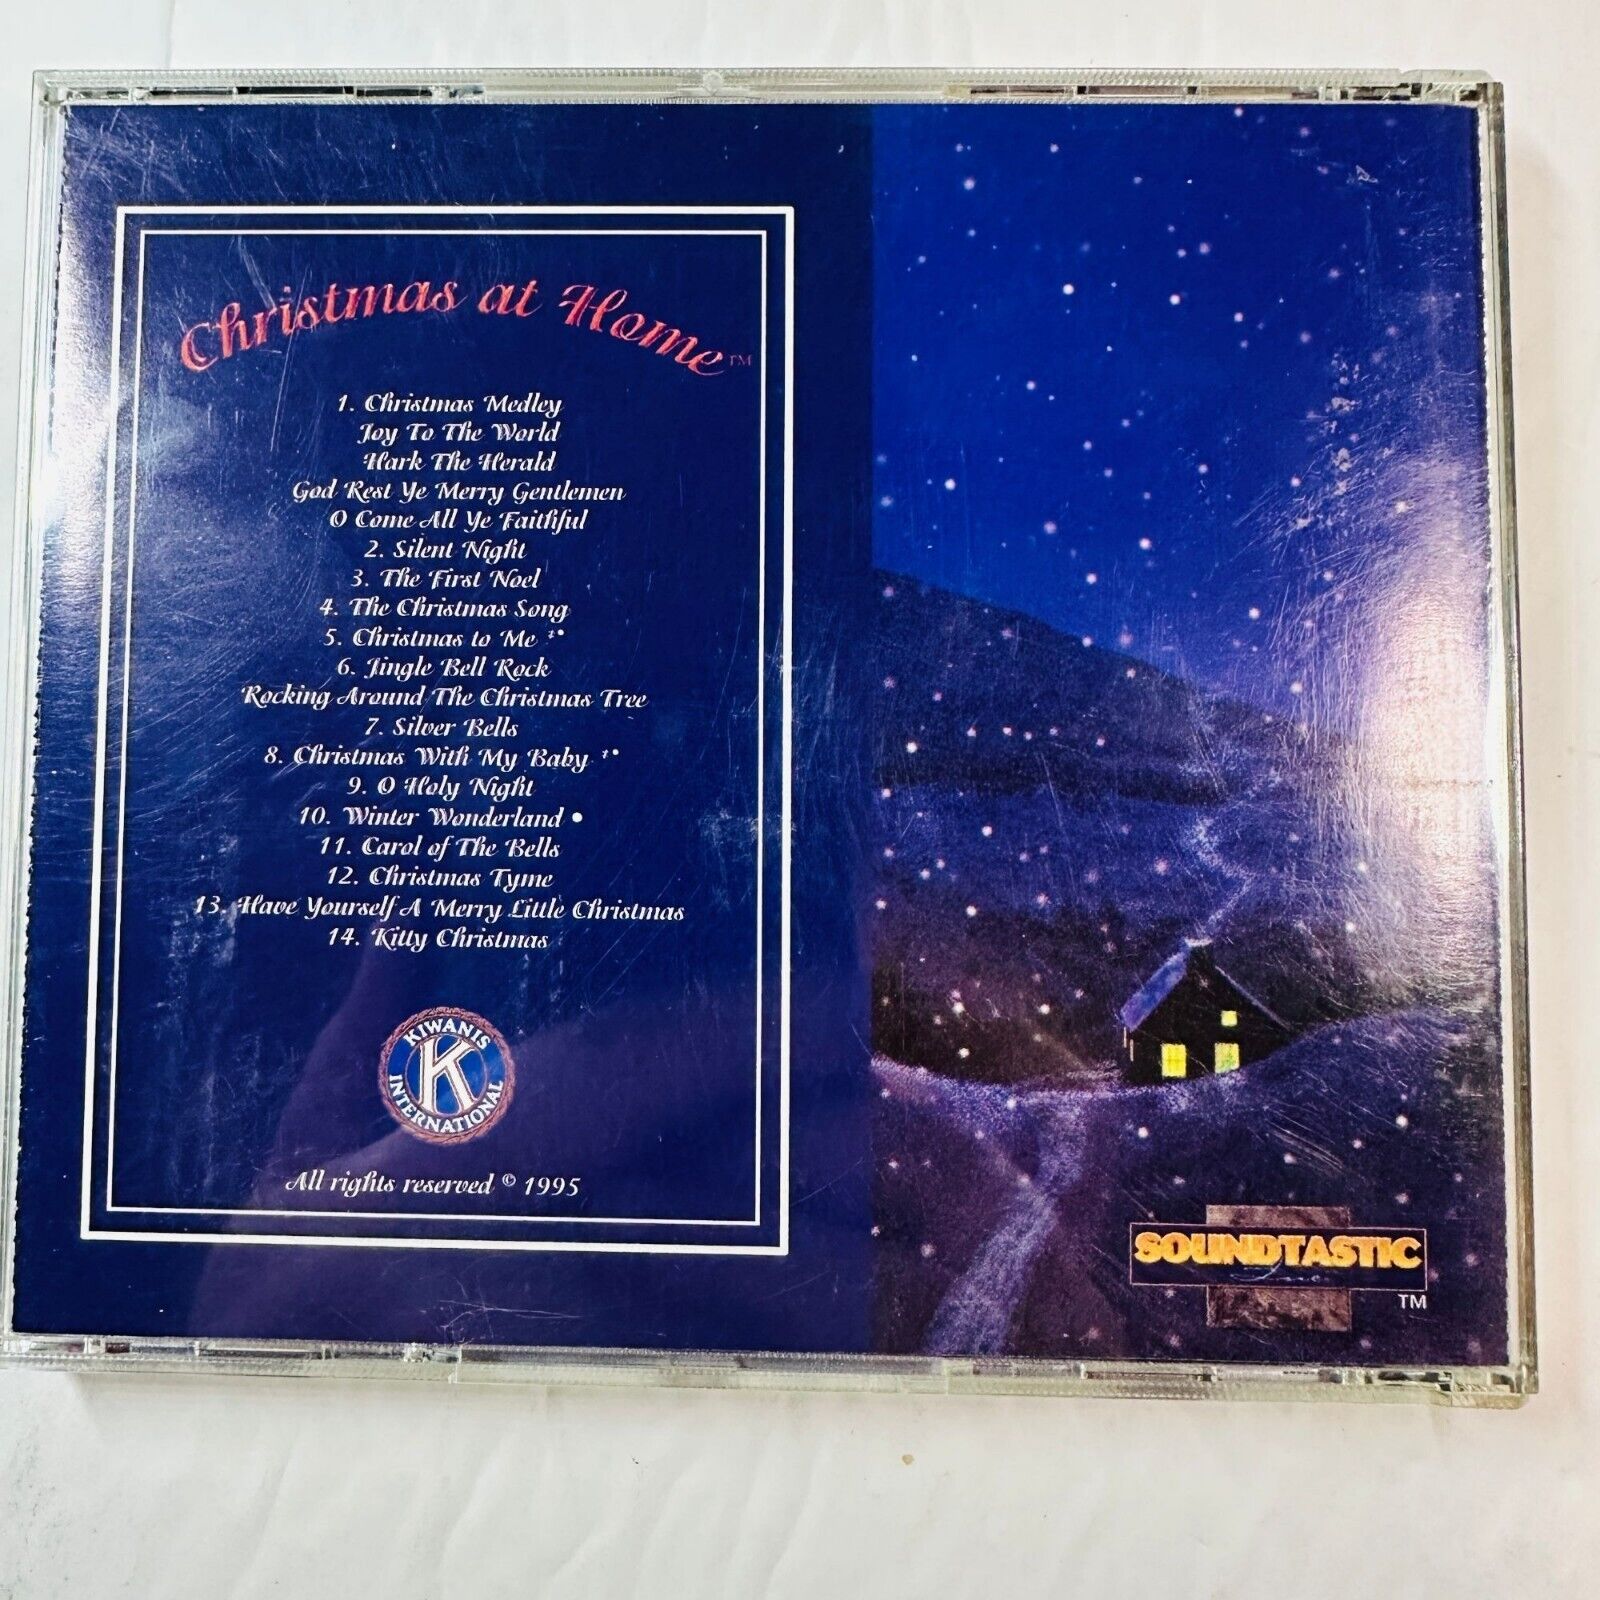 Christmas at Home™
1. Christmas Medley
Joy To The World
Hark The Herald
God Rest Ye Merry Gentlemen
O Come All Ye Faithful
2. Silent Night
3. The First Noel
4. The Christmas Song
5. Christmas to Me
6. Jingle Bell Rock
Rocking Around The Christmas Tree
7. Silver Bells
8. Christmas With My Baby
9. O Holy Night
10. Winter Wonderland •
11. Carol of The Bells
12. Christmas Tyme
13. Have Yourself A Merry Little Christmas
14. Kitty Christmas
KIWANIS
K
INTERNATIONAL
All rights reserved © 1995
SOUNDTASTIC
TM